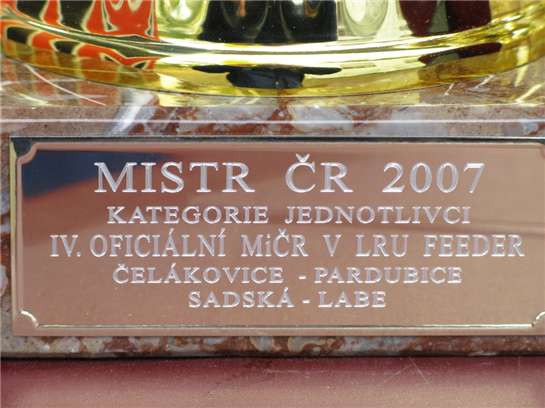 MISTR ČR 2007
KATEGORIE JEDNOTLIVCI
IV. OFICIÁLNÍ MiČR V LRU FEEDER
ČELÁKOVICE - PARDUBICE
SADSKÁ - LABE